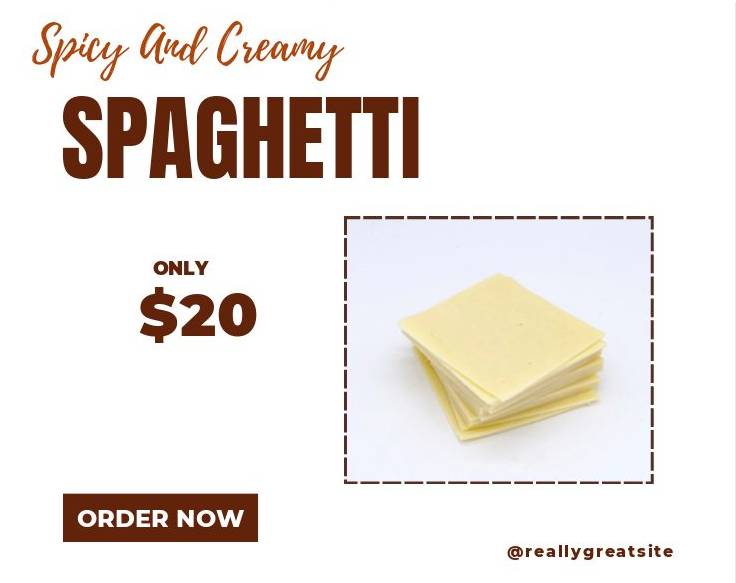 Spicy And Creamy
SPAGHETTI
ONLY
$20
ORDER NOW
@reallygreatsite